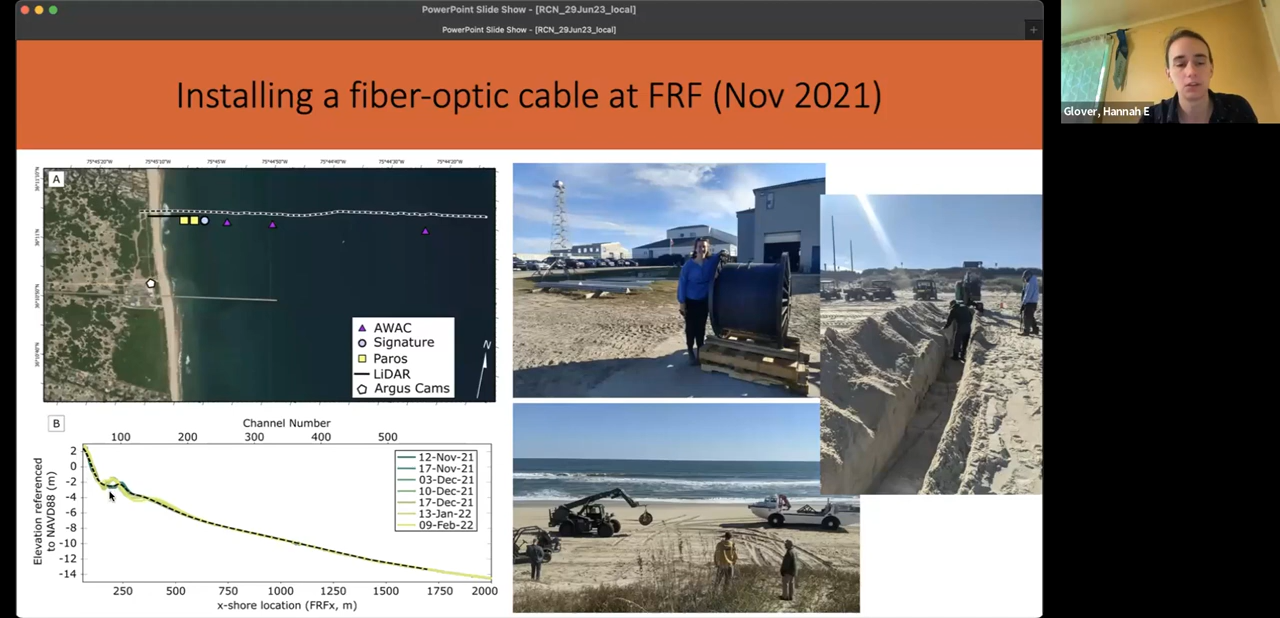 PowerPoint Slide Show - [RCN_29Jun23_local]
PowerPoint Slide Show - [RCN_29Jun23_local]
Installing a fiber-optic cable at FRF (Nov 2021)
Glover, Hannah E
A
N
AWAC
Signature
Paros
LiDAR
Argus Cams
B
Channel Number
100 200 300 400 500
Elevation referenced
to NAVD88 (m)
2
0
-2
-4
-6
-8
-10
-12
-14
12-Nov-21
17-Nov-21
03-Dec-21
10-Dec-21
17-Dec-21
13-Jan-22
09-Feb-22
250 500 750 1000 1250 1500 1750 2000
x-shore location (FRFx, m)